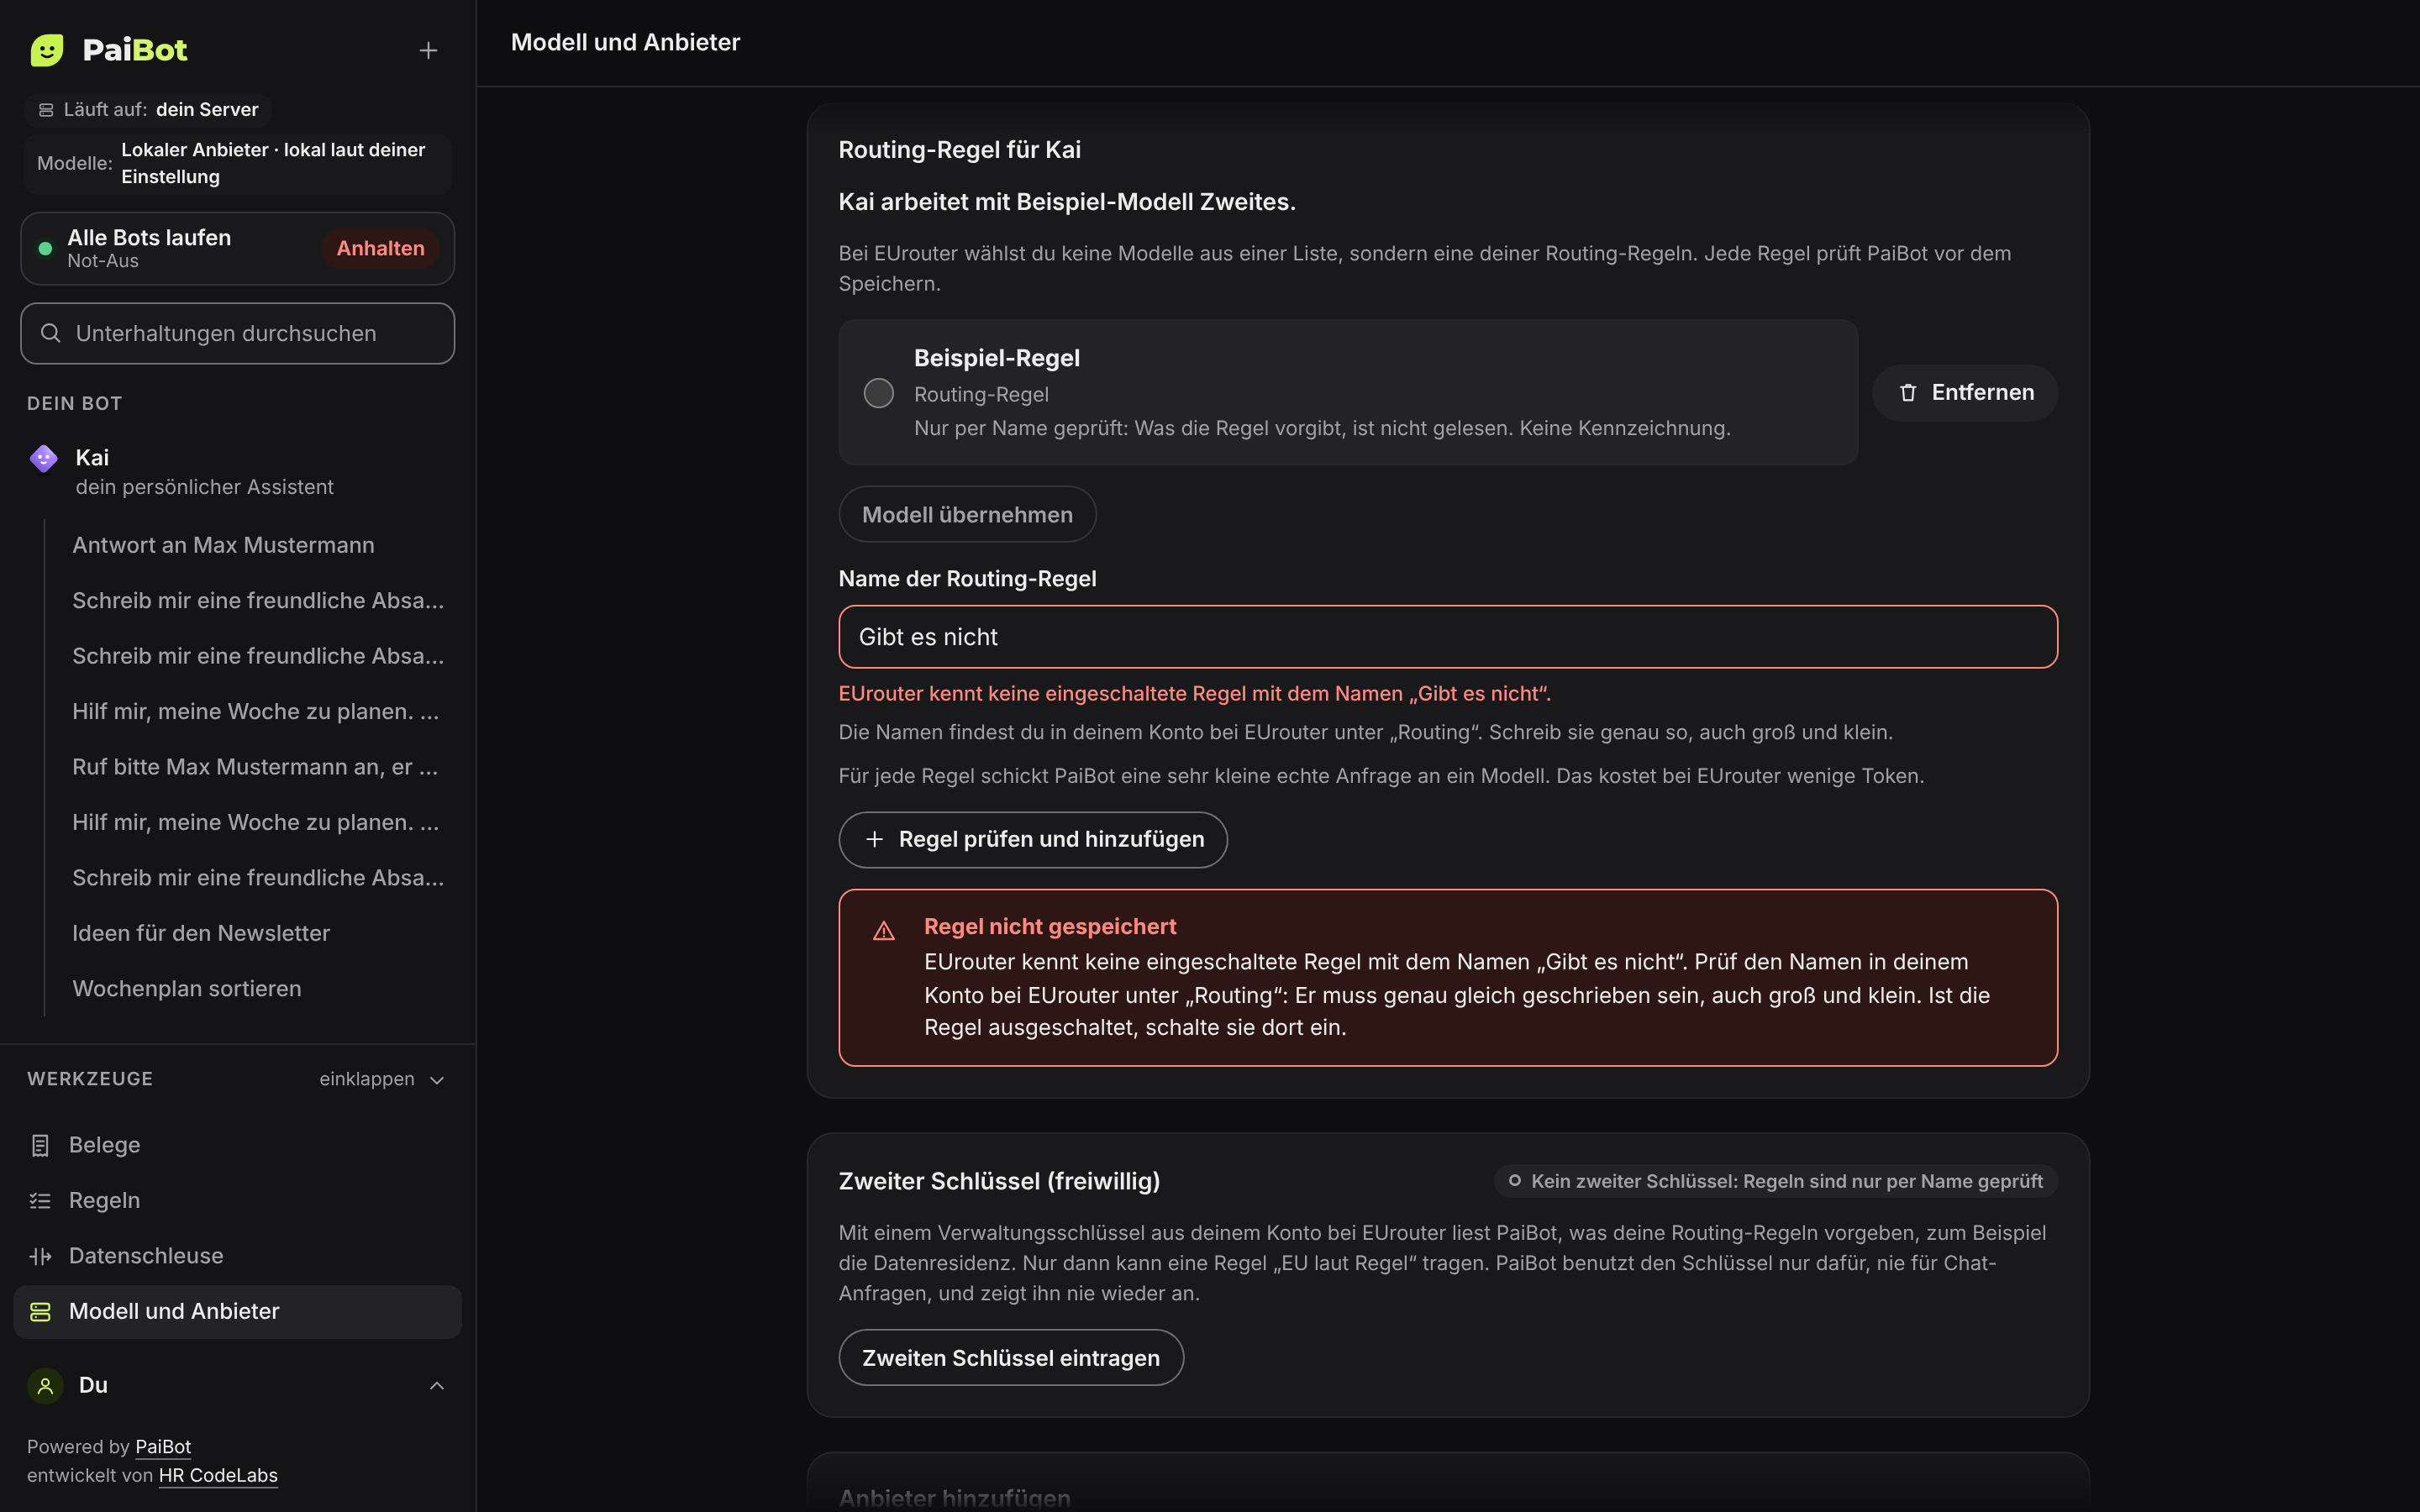 PaiBot
Läuft auf: dein Server
Modelle: Lokaler Anbieter · lokal laut deiner
Einstellung
Alle Bots laufen
Not-Aus
Anhalten
Unterhaltungen durchsuchen
DEIN BOT
Kai
dein persönlicher Assistent
Antwort an Max Mustermann
Schreib mir eine freundliche Absa...
Schreib mir eine freundliche Absa...
Hilf mir, meine Woche zu planen. ...
Ruf bitte Max Mustermann an, er ...
Hilf mir, meine Woche zu planen. ...
Schreib mir eine freundliche Absa...
Ideen für den Newsletter
Wochenplan sortieren
WERKZEUGE
einklappen
Belege
Regeln
Datenschleuse
Modell und Anbieter
Du
Powered by PaiBot
entwickelt von HR CodeLabs
Modell und Anbieter
Routing-Regel für Kai
Kai arbeitet mit Beispiel-Modell Zweites.
Bei EUrouter wählst du keine Modelle aus einer Liste, sondern eine deiner Routing-Regeln. Jede Regel prüft PaiBot vor dem
Speichern.
Beispiel-Regel
Routing-Regel
Nur per Name geprüft: Was die Regel vorgibt, ist nicht gelesen. Keine Kennzeichnung.
Entfernen
Modell übernehmen
Name der Routing-Regel
Gibt es nicht
EUrouter kennt keine eingeschaltete Regel mit dem Namen „Gibt es nicht“.
Die Namen findest du in deinem Konto bei EUrouter unter „Routing“. Schreib sie genau so, auch groß und klein.
Für jede Regel schickt PaiBot eine sehr kleine echte Anfrage an ein Modell. Das kostet bei EUrouter wenige Token.
Regel prüfen und hinzufügen
Regel nicht gespeichert
EUrouter kennt keine eingeschaltete Regel mit dem Namen „Gibt es nicht“. Prüf den Namen in deinem
Konto bei EUrouter unter „Routing“: Er muss genau gleich geschrieben sein, auch groß und klein. Ist die
Regel ausgeschaltet, schalte sie dort ein.
Zweiter Schlüssel (freiwillig)
Kein zweiter Schlüssel: Regeln sind nur per Name geprüft
Mit einem Verwaltungsschlüssel aus deinem Konto bei EUrouter liest PaiBot, was deine Routing-Regeln vorgeben, zum Beispiel
die Datenresidenz. Nur dann kann eine Regel „EU laut Regel“ tragen. PaiBot benutzt den Schlüssel nur dafür, nie für Chat-
Anfragen, und zeigt ihn nie wieder an.
Zweiten Schlüssel eintragen
Anbieter hinzufügen